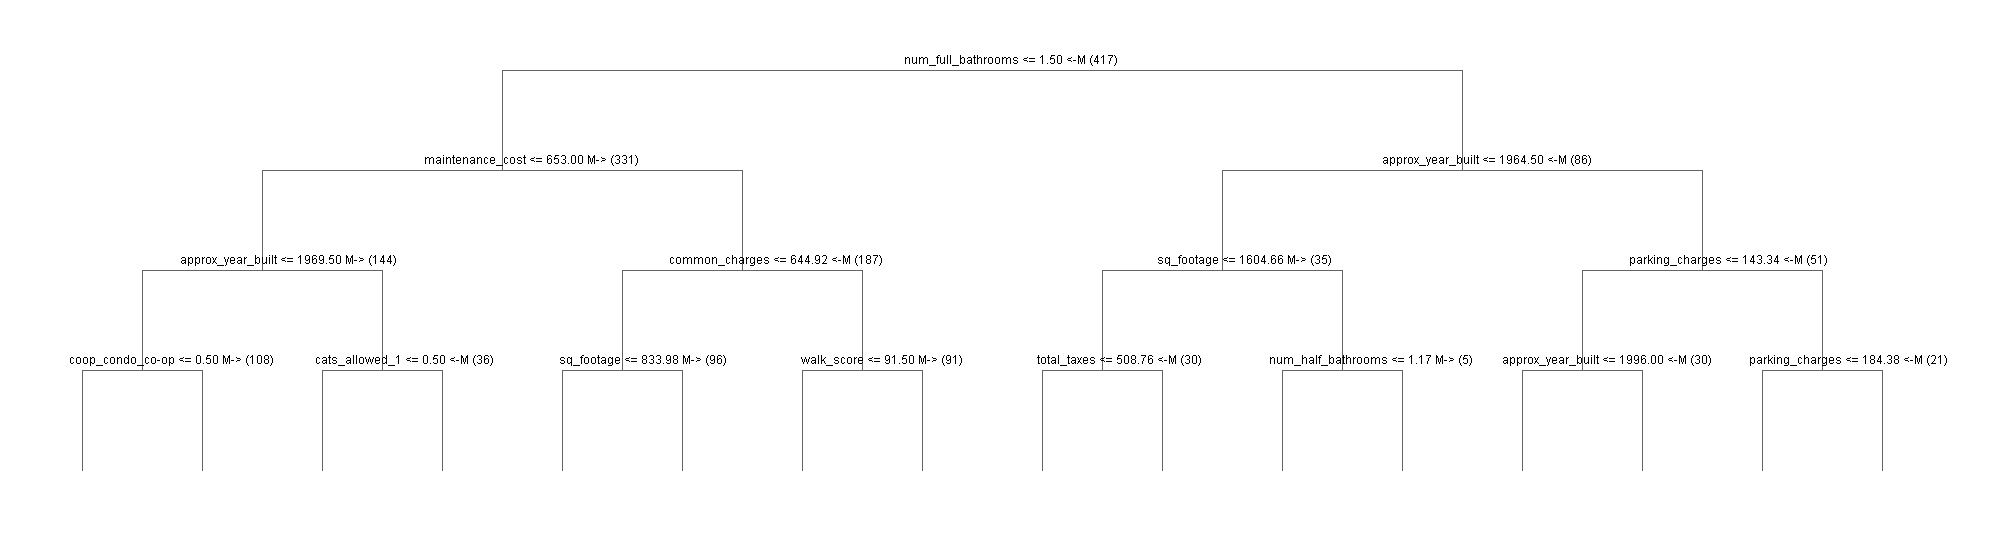 num_full_bathrooms <= 1.50 <-M (417)
maintenance_cost <= 653.00 M-> (331)
approx_year_built <= 1964.50 <-M (86)
approx_year_built <= 1969.50 M-> (144)
common_charges <= 644.92 <-M (187)
sq_footage <= 1604.66 M-> (35)
parking_charges <= 143.34 <-M (51)
coop_condo_co-op <= 0.50 M-> (108)
cats_allowed_1 <= 0.50 <-M (36)
sq_footage <= 833.98 M-> (96)
walk_score <= 91.50 M-> (91)
total_taxes <= 508.76 <-M (30)
num_half_bathrooms <= 1.17 M-> (5)
approx_year_built <= 1996.00 <-M (30)
parking_charges <= 184.38 <-M (21)